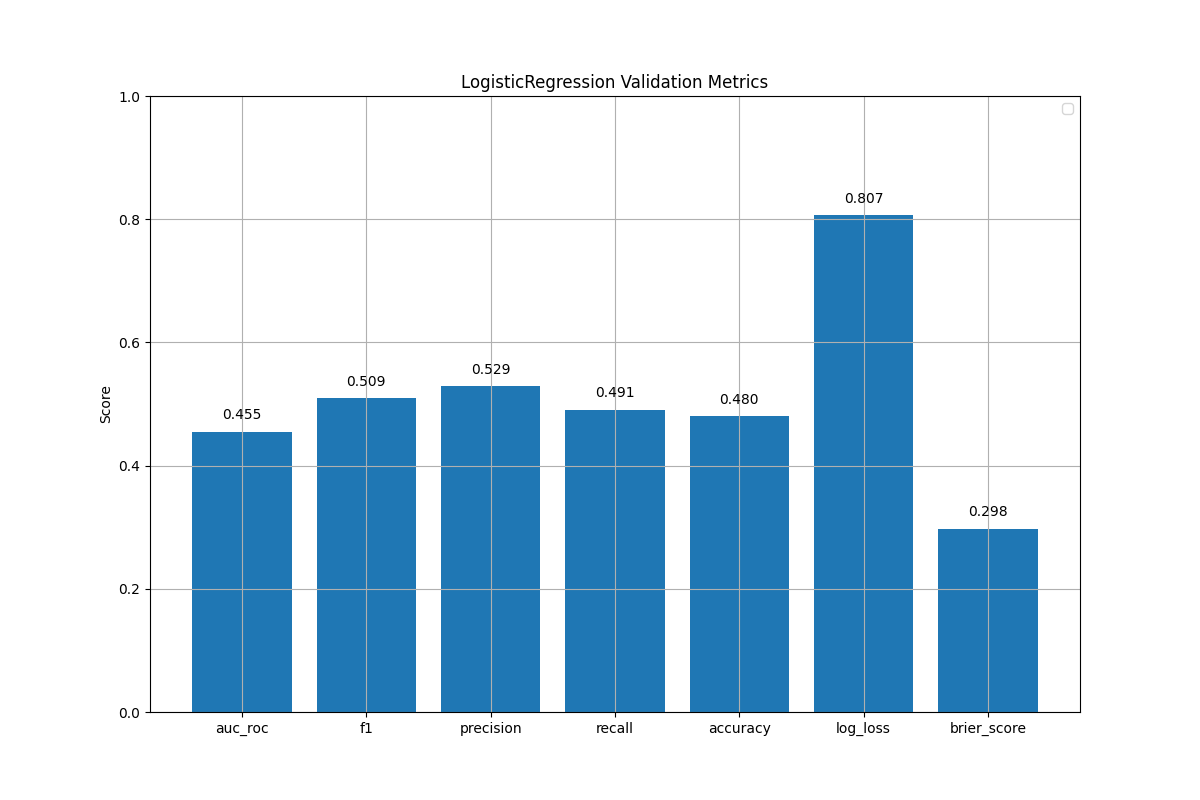 LogisticRegression Validation Metrics
1.0
0.8
0.6
0.4
0.2
0.0
Score
0.455
0.509
0.529
0.491
0.480
0.807
0.298
auc_roc
f1
precision
recall
accuracy
log_loss
brier_score